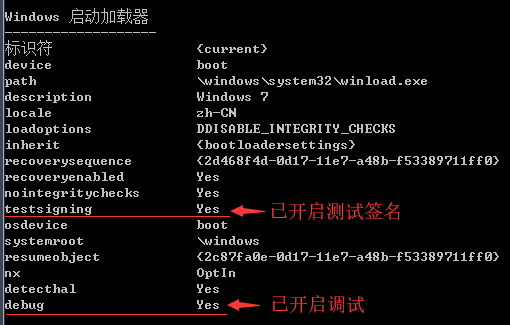 Windows 启动加载器
-------------------
标识符 {current}
device boot
path \windows\system32\winload.exe
description Windows 7
locale zh-CN
loadoptions DDISABLE_INTEGRITY_CHECKS
inherit {bootloadersettings}
recoverysequence {2d468f4d-0d17-11e7-a48b-f53389711ff0}
recoveryenabled Yes
nointegritychecks Yes
testsigning Yes 已开启测试签名
osdevice boot
systemroot \windows
resumeobject {2c87fa0e-0d17-11e7-a48b-f53389711ff0}
nx OptIn
detecthal Yes
debug Yes 已开启调试